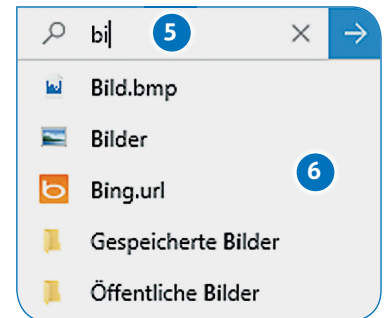 bi 5
Bild.bmp
Bilder
6
Bing.url
Gespeicherte Bilder
Öffentliche Bilder